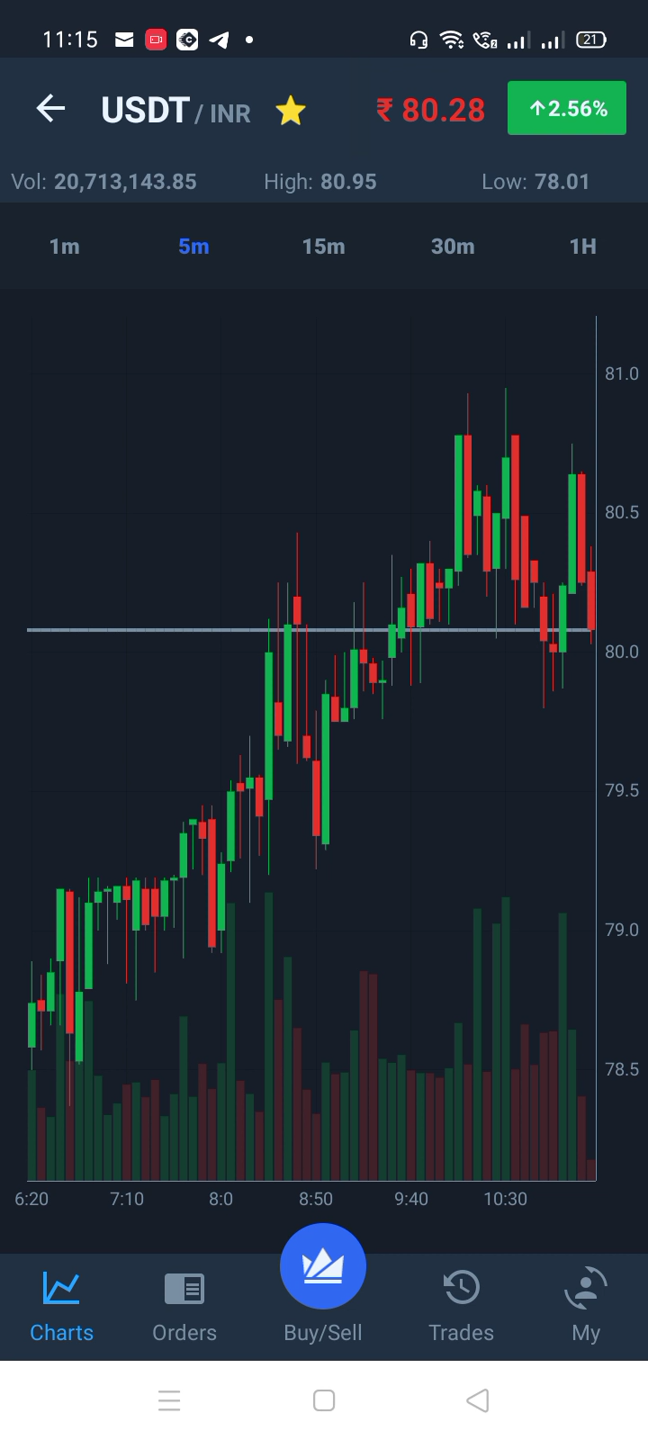 11:15 21
USDT / INR ₹ 80.28 ↑2.56%
Vol: 20,713,143.85 High: 80.95 Low: 78.01
1m 5m 15m 30m 1H
81.0
80.5
80.0
79.5
79.0
78.5
6:20 7:10 8:0 8:50 9:40 10:30
Charts Orders Buy/Sell Trades My